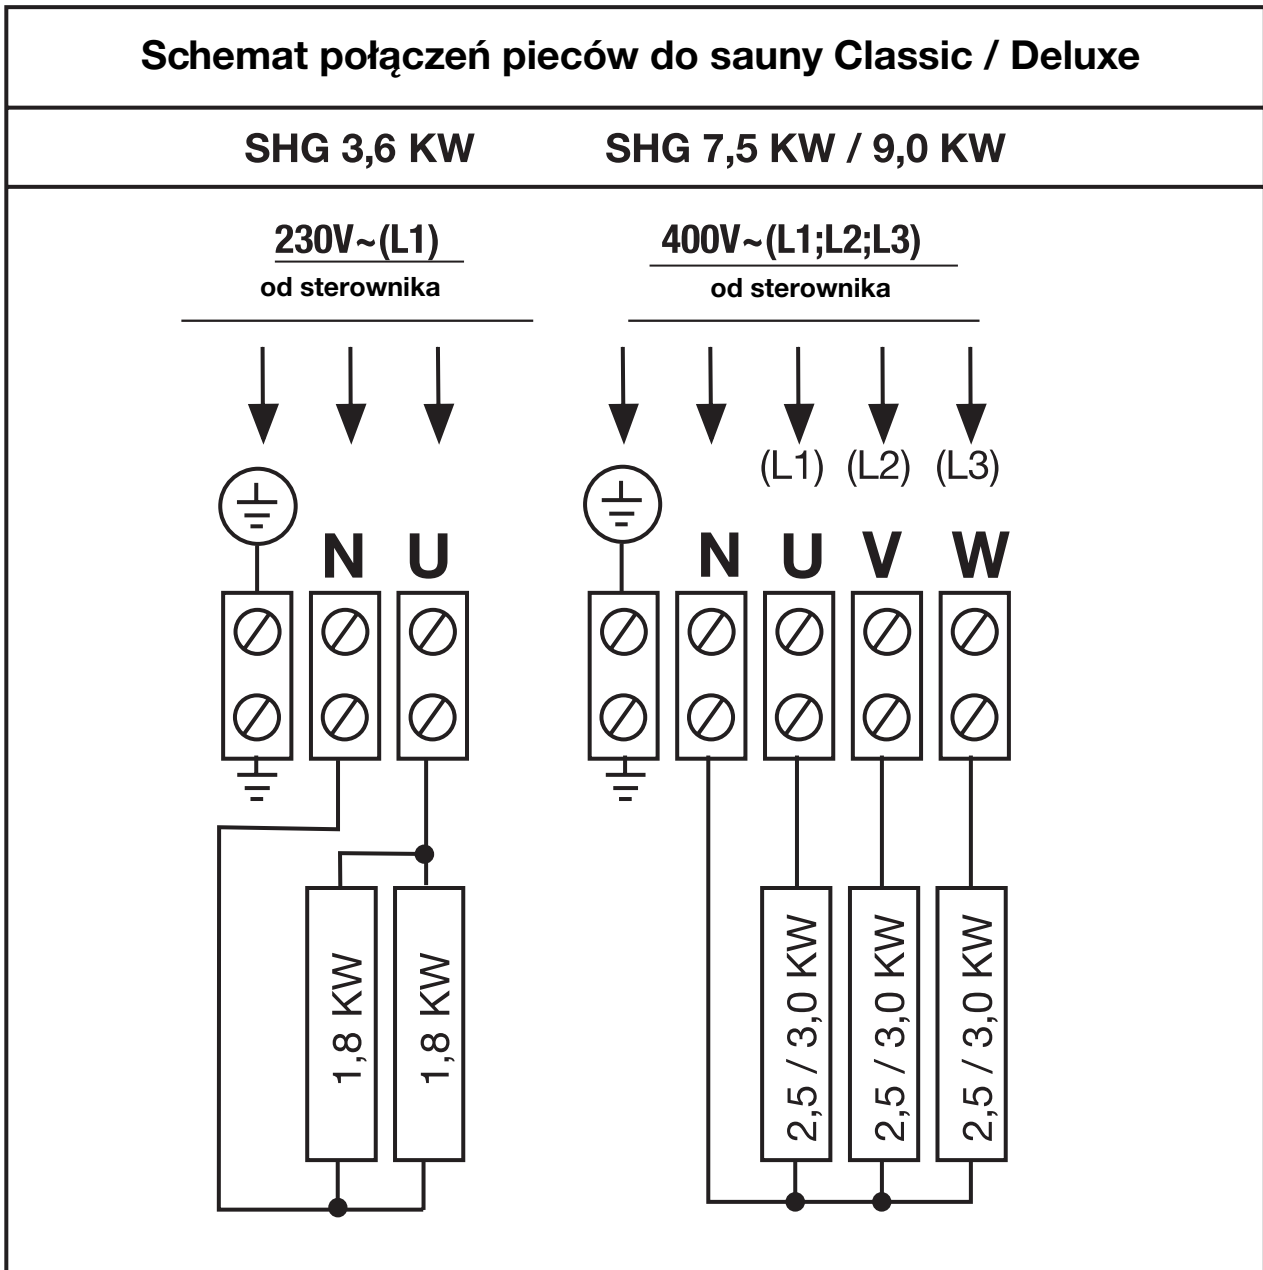 Schemat połączeń pieców do sauny Classic / Deluxe
SHG 3,6 KW
SHG 7,5 KW / 9,0 KW
230V~(L1)
od sterownika
400V~(L1;L2;L3)
od sterownika
(L1) (L2) (L3)
N U
N U V W
1,8 KW
1,8 KW
2,5 / 3,0 KW
2,5 / 3,0 KW
2,5 / 3,0 KW